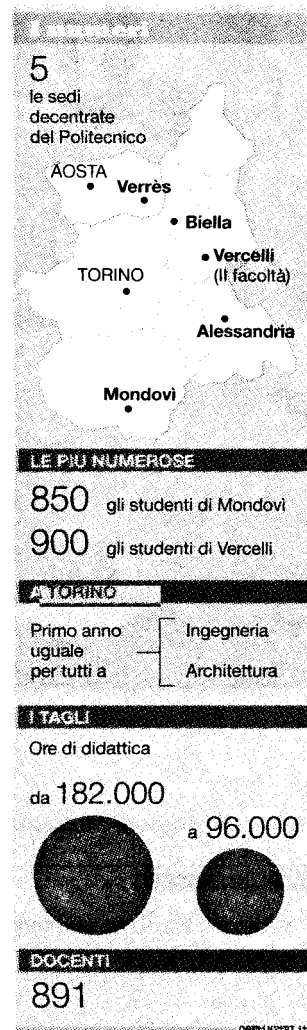 I numeri
5
le sedi
decentrate
del Politecnico
AOSTA
Verrès
Biella
Vercelli
(II facoltà)
TORINO
Alessandria
Mondovì
LE PIÙ NUMEROSE
850 gli studenti di Mondovì
900 gli studenti di Vercelli
A TORINO
Primo anno
uguale
per tutti a
Ingegneria
Architettura
I TAGLI
Ore di didattica
da 182.000
a 96.000
DOCENTI
891